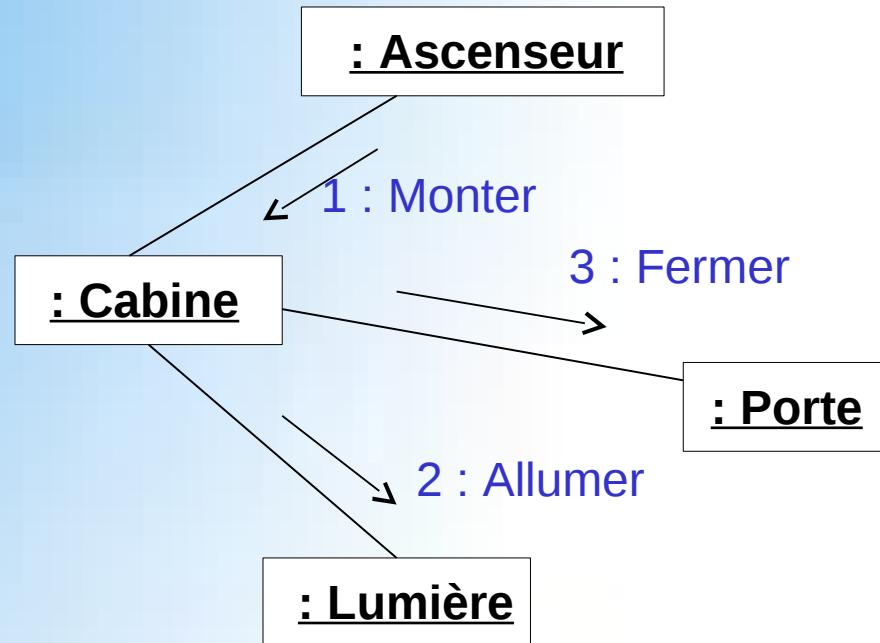 : Ascenseur
1 : Monter
3 : Fermer
: Cabine
: Porte
2 : Allumer
: Lumière